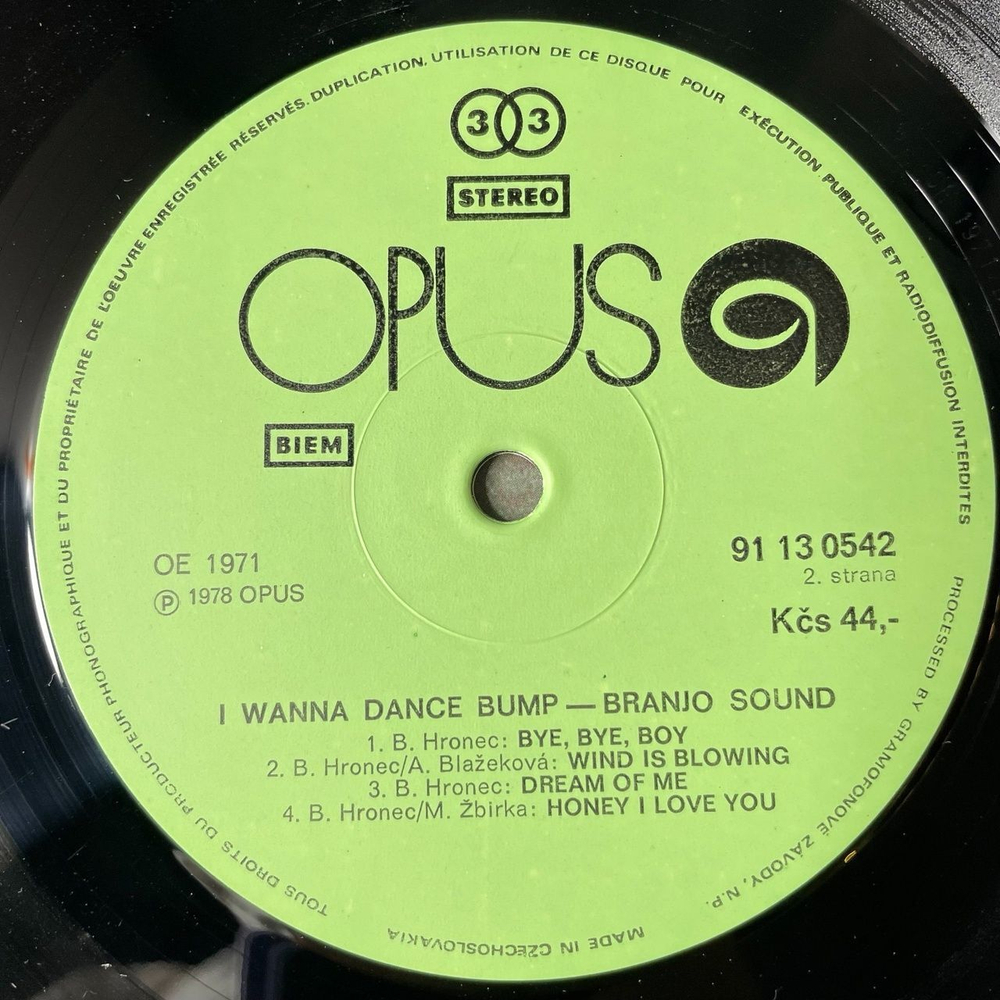 TOUS DROITS DU PRODUCTEUR PHONOGRAPHIQUE ET DU PROPRIÉTAIRE DE L'OEUVRE ENREGISTRÉE RÉSERVÉS. DUPLICATION, UTILISATION DE CE DISQUE POUR EXÉCUTION PUBLIQUE ET RADIODIFFUSION INTERDITES
33
STEREO
OPUS
BIEM
OE 1971
℗ 1978 OPUS
91 13 0542
2. strana
Kčs 44,-
I WANNA DANCE BUMP — BRANJO SOUND
1. B. Hronec: BYE, BYE, BOY
2. B. Hronec/A. Blažeková: WIND IS BLOWING
3. B. Hronec: DREAM OF ME
4. B. Hronec/M. Žbirka: HONEY I LOVE YOU
PROCESSED BY GRAMOFONOVÉ ZÁVODY, N.P.
MADE IN CZECHOSLOVAKIA